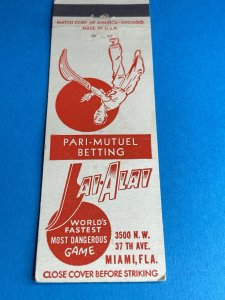 MATCH CORP. OF AMERICA-CHICAGO
MADE IN U.S.A.
PARI-MUTUEL
BETTING
JAI-ALAI
WORLD'S
FASTEST
MOST DANGEROUS
GAME
3500 N.W.
37 TH AVE.
MIAMI, FLA.
CLOSE COVER BEFORE STRIKING